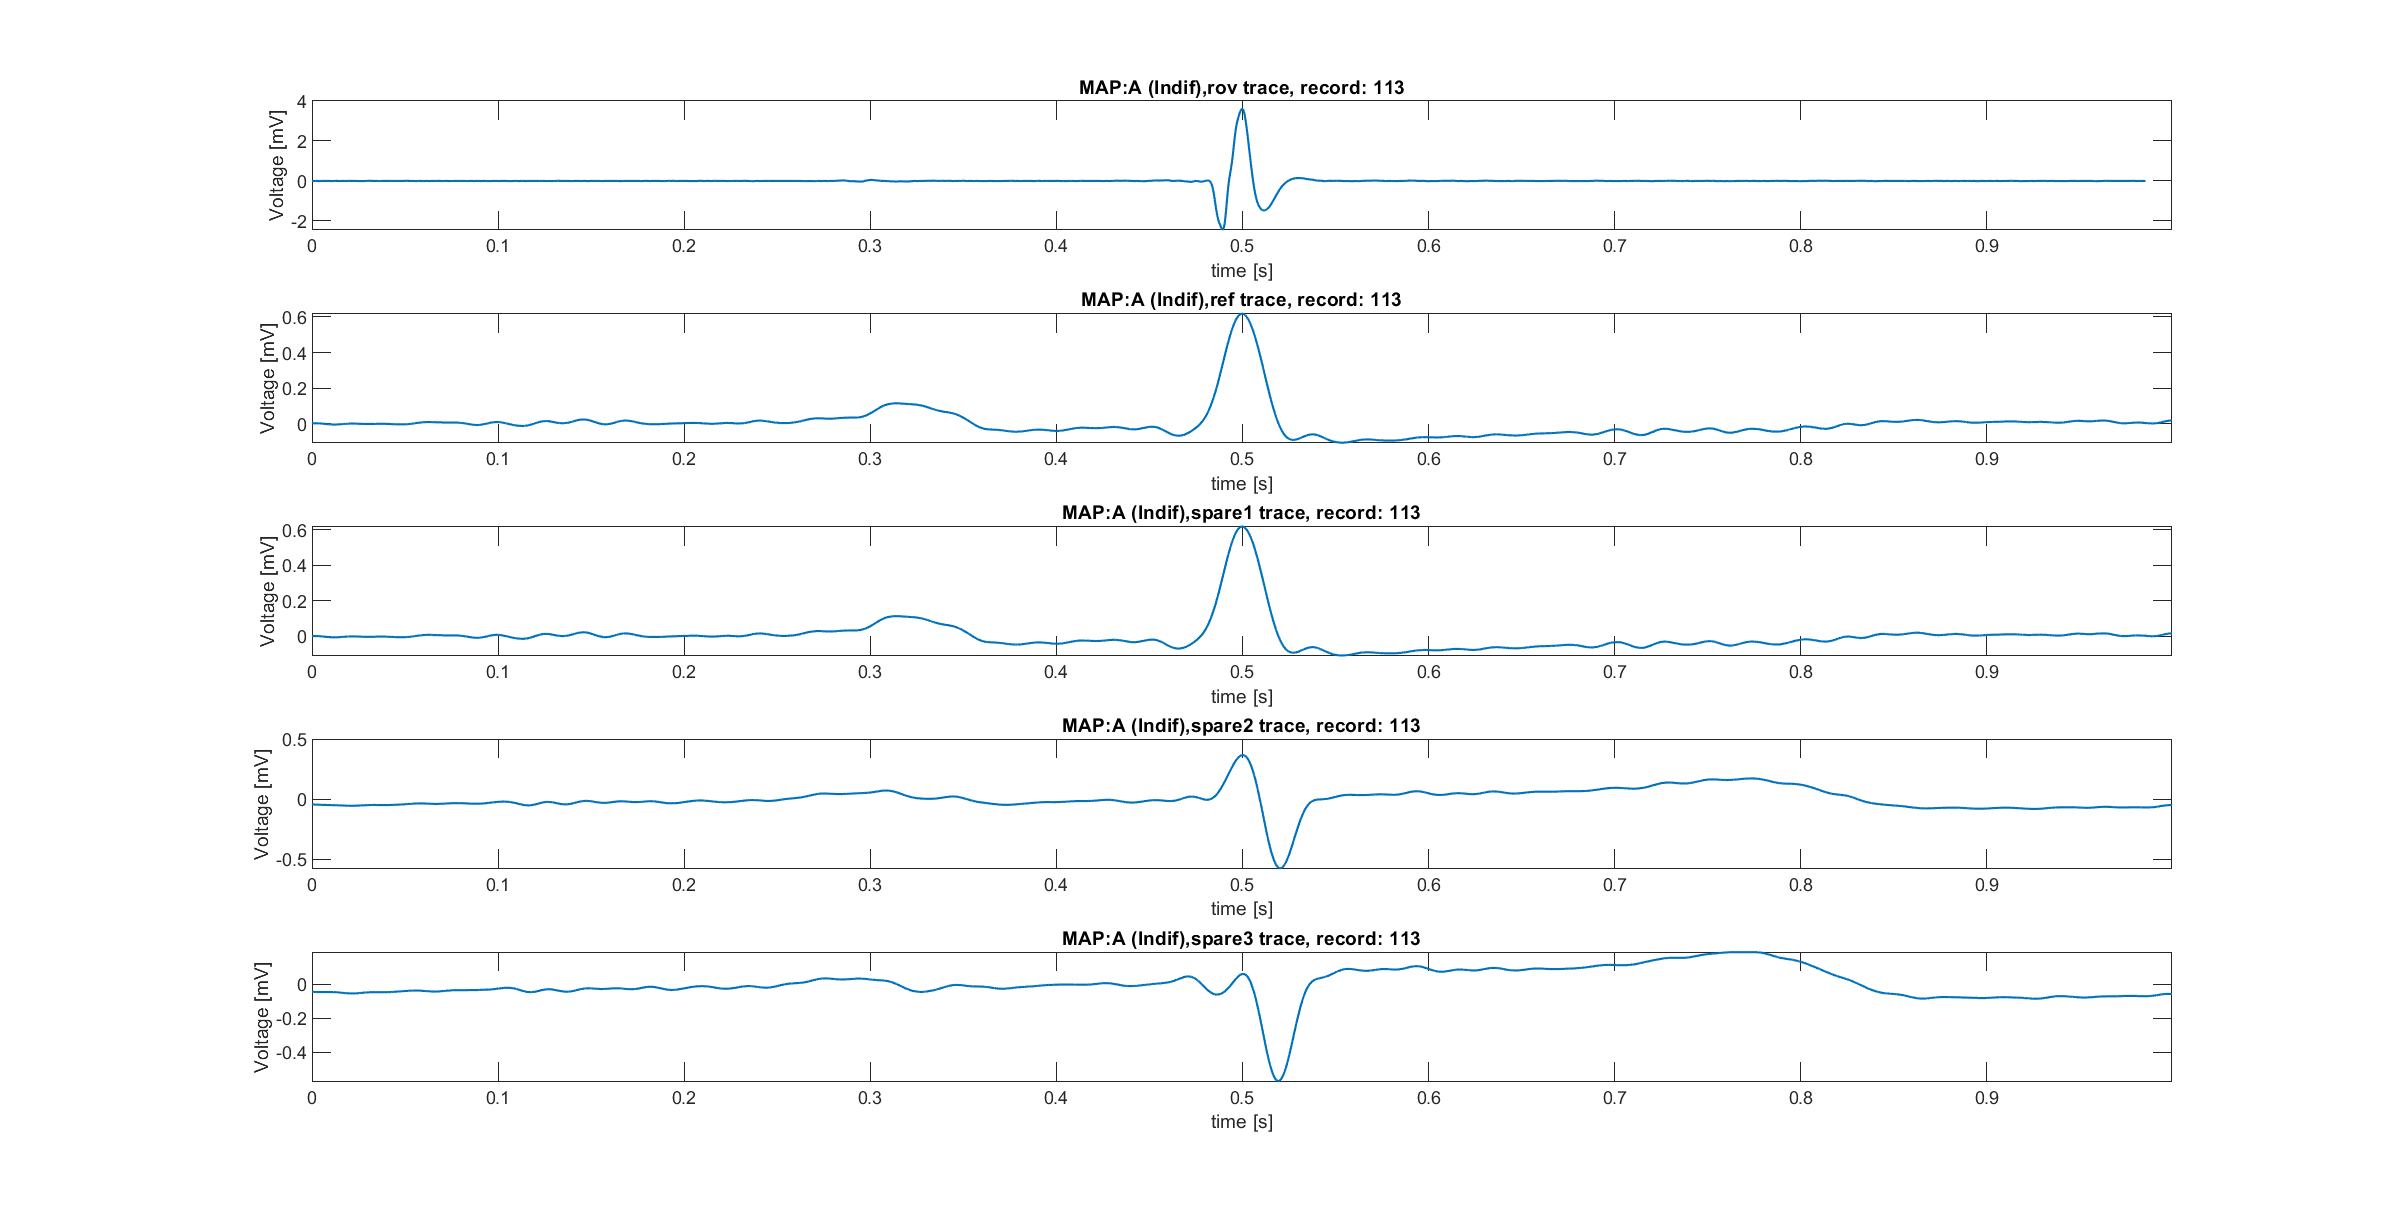 MAP:A (Indif),rov trace, record: 113
Voltage [mV]
4
2
0
-2
0 0.1 0.2 0.3 0.4 0.5 0.6 0.7 0.8 0.9
time [s]
MAP:A (Indif),ref trace, record: 113
Voltage [mV]
0.6
0.4
0.2
0
0 0.1 0.2 0.3 0.4 0.5 0.6 0.7 0.8 0.9
time [s]
MAP:A (Indif),spare1 trace, record: 113
Voltage [mV]
0.6
0.4
0.2
0
0 0.1 0.2 0.3 0.4 0.5 0.6 0.7 0.8 0.9
time [s]
MAP:A (Indif),spare2 trace, record: 113
Voltage [mV]
0.5
0
-0.5
0 0.1 0.2 0.3 0.4 0.5 0.6 0.7 0.8 0.9
time [s]
MAP:A (Indif),spare3 trace, record: 113
Voltage [mV]
0
-0.2
-0.4
0 0.1 0.2 0.3 0.4 0.5 0.6 0.7 0.8 0.9
time [s]